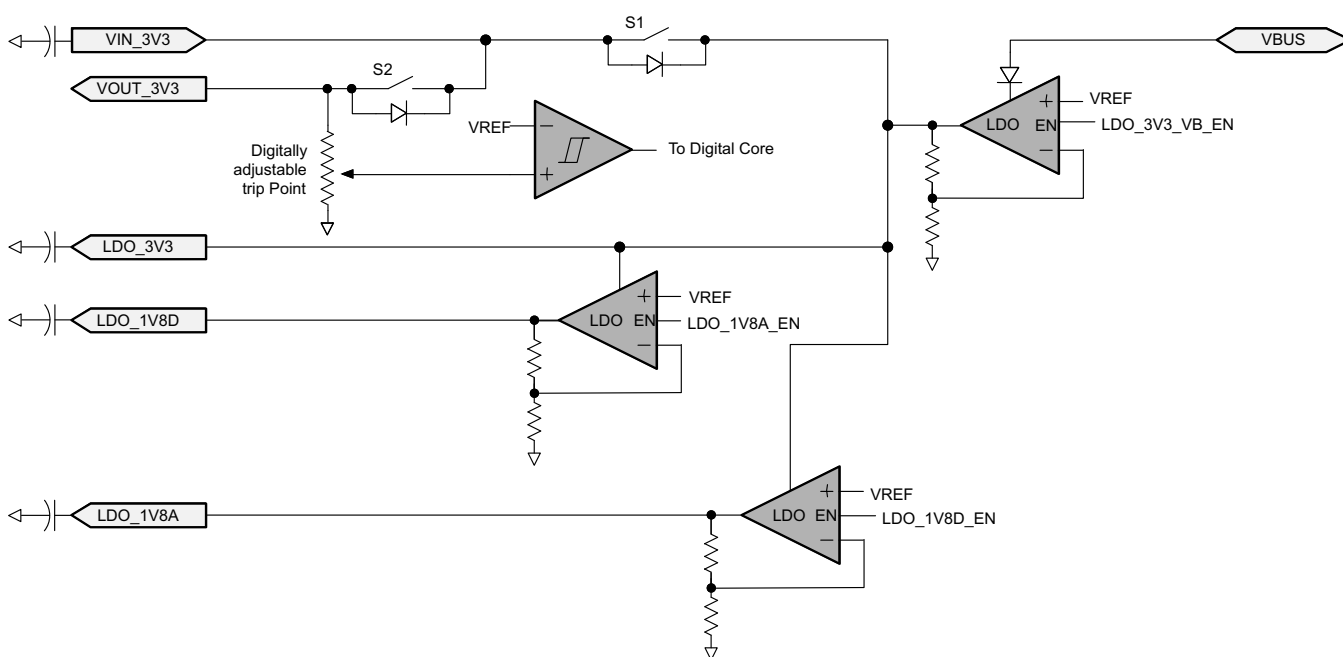 VIN_3V3
S1
VBUS
VOUT_3V3
S2
VREF
To Digital Core
Digitally
adjustable
trip Point
VREF
LDO
EN
LDO_3V3_VB_EN
LDO_3V3
VREF
LDO_1V8D
LDO
EN
LDO_1V8A_EN
VREF
LDO_1V8A
LDO
EN
LDO_1V8D_EN